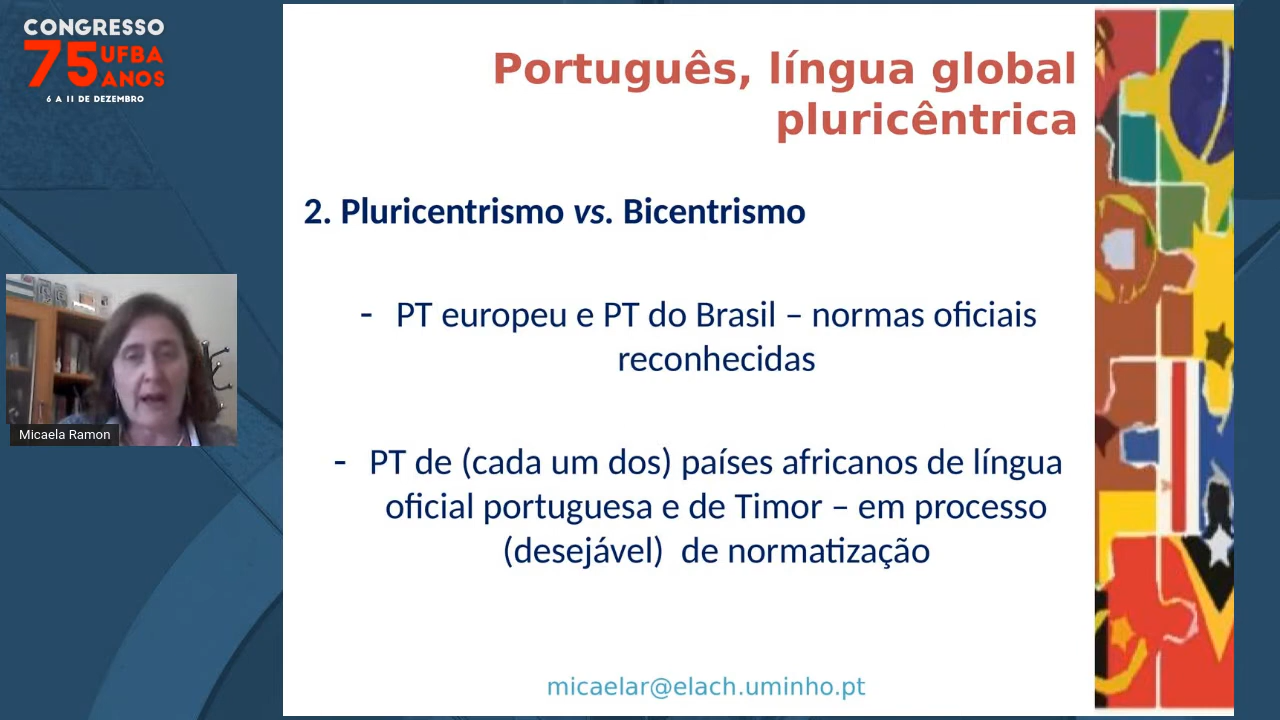 CONGRESSO
75 UFBA
ANOS
6 A 11 DE DEZEMBRO
Português, língua global
pluricêntrica
2. Pluricentrismo vs. Bicentrismo
- PT europeu e PT do Brasil – normas oficiais
reconhecidas
- PT de (cada um dos) países africanos de língua
oficial portuguesa e de Timor – em processo
(desejável) de normatização
Micaela Ramon
micaelar@elach.uminho.pt